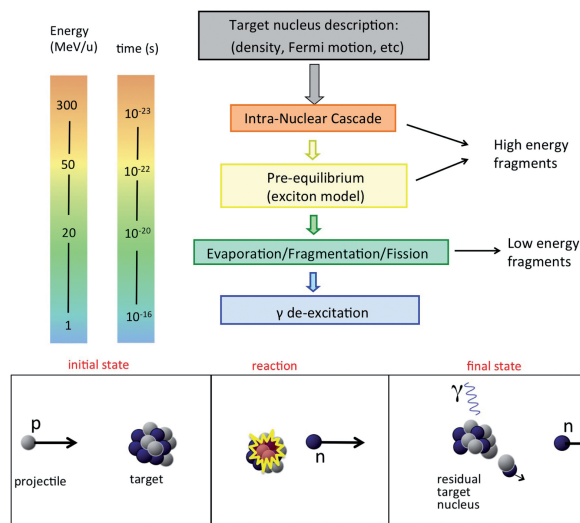 Energy
(MeV/u)
time (s)
300
50
20
1
10⁻²³
10⁻²²
10⁻²⁰
10⁻¹⁶
Target nucleus description:
(density, Fermi motion, etc)
Intra-Nuclear Cascade
Pre-equilibrium
(exciton model)
High energy
fragments
Evaporation/Fragmentation/Fission
Low energy
fragments
γ de-excitation
initial state
reaction
final state
p
projectile
target
n
γ
n
residual
target
nucleus